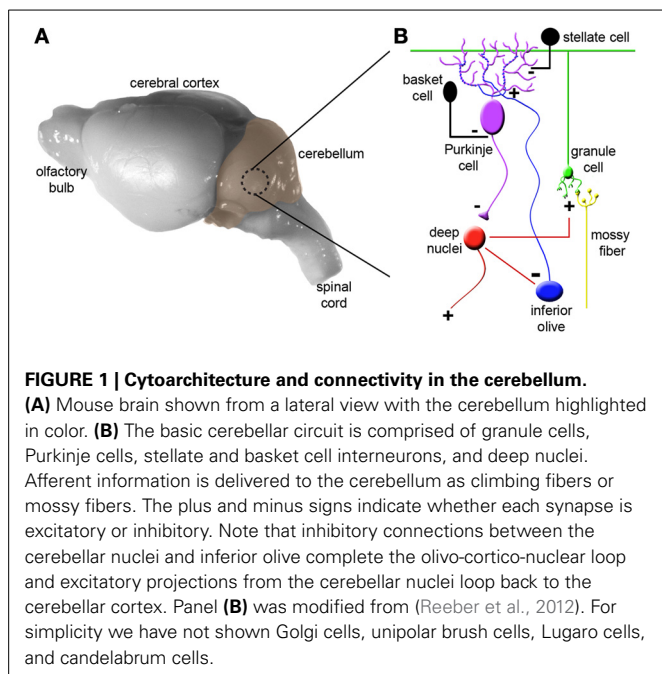 A
cerebral cortex
olfactory
bulb
cerebellum
spinal
cord
B
stellate cell
basket
cell
-
+
-
Purkinje
cell
granule
cell
-
+
deep
nuclei
mossy
fiber
-
+
inferior
olive
FIGURE 1 | Cytoarchitecture and connectivity in the cerebellum.
(A) Mouse brain shown from a lateral view with the cerebellum highlighted
in color. (B) The basic cerebellar circuit is comprised of granule cells,
Purkinje cells, stellate and basket cell interneurons, and deep nuclei.
Afferent information is delivered to the cerebellum as climbing fibers or
mossy fibers. The plus and minus signs indicate whether each synapse is
excitatory or inhibitory. Note that inhibitory connections between the
cerebellar nuclei and inferior olive complete the olivo-cortico-nuclear loop
and excitatory projections from the cerebellar nuclei loop back to the
cerebellar cortex. Panel (B) was modified from (Reeber et al., 2012). For
simplicity we have not shown Golgi cells, unipolar brush cells, Lugaro cells,
and candelabrum cells.